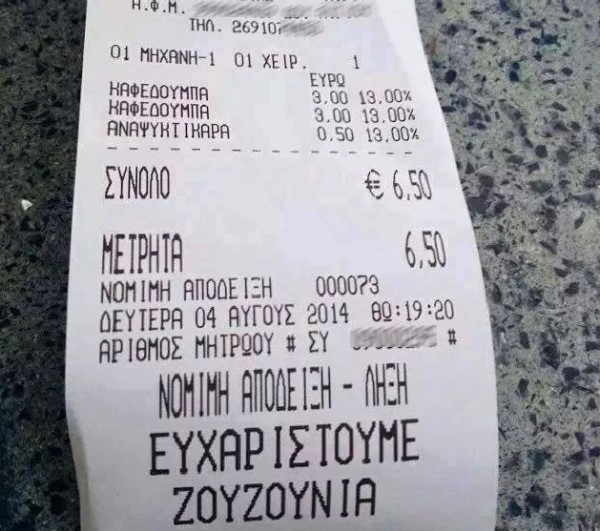 Α.Φ.Μ.
ΤΗΛ. 26910
01 ΜΗΧΑΝΗ-1 01 ΧΕΙΡ. 1
ΕΥΡΩ
ΚΑΦΕΔΟΥΜΠΑ 3.00 13.00%
ΚΑΦΕΔΟΥΜΠΑ 3.00 13.00%
ΑΝΑΨΥΚΤΙΚΑΡΑ 0.50 13.00%
ΣΥΝΟΛΟ € 6,50
ΜΕΤΡΗΤΑ 6,50
ΝΟΜΙΜΗ ΑΠΟΔΕΙΞΗ 000073
ΔΕΥΤΕΡΑ 04 ΑΥΓΟΥΣ 2014 ΘΩ:19:20
ΑΡΙΘΜΟΣ ΜΗΤΡΩΟΥ # ΣΥ #
ΝΟΜΙΜΗ ΑΠΟΔΕΙΞΗ - ΛΗΞΗ
ΕΥΧΑΡΙΣΤΟΥΜΕ
ΖΟΥΖΟΥΝΙΑ